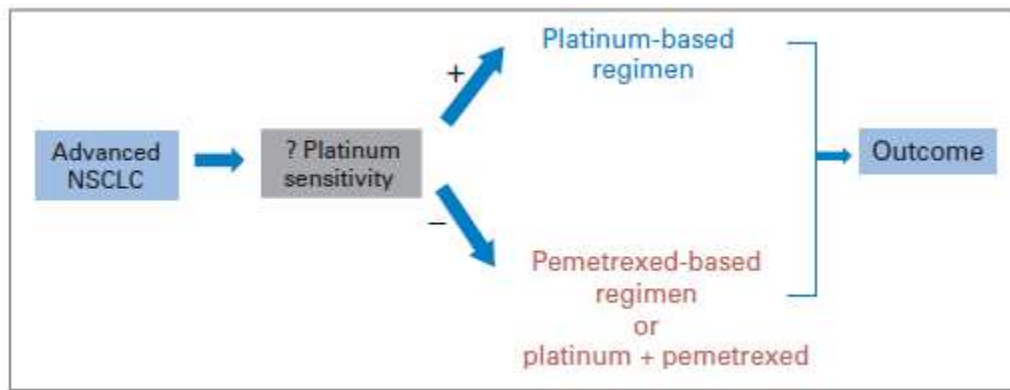 Advanced
NSCLC
? Platinum
sensitivity
+
–
Platinum-based
regimen
Pemetrexed-based
regimen
or
platinum + pemetrexed
Outcome